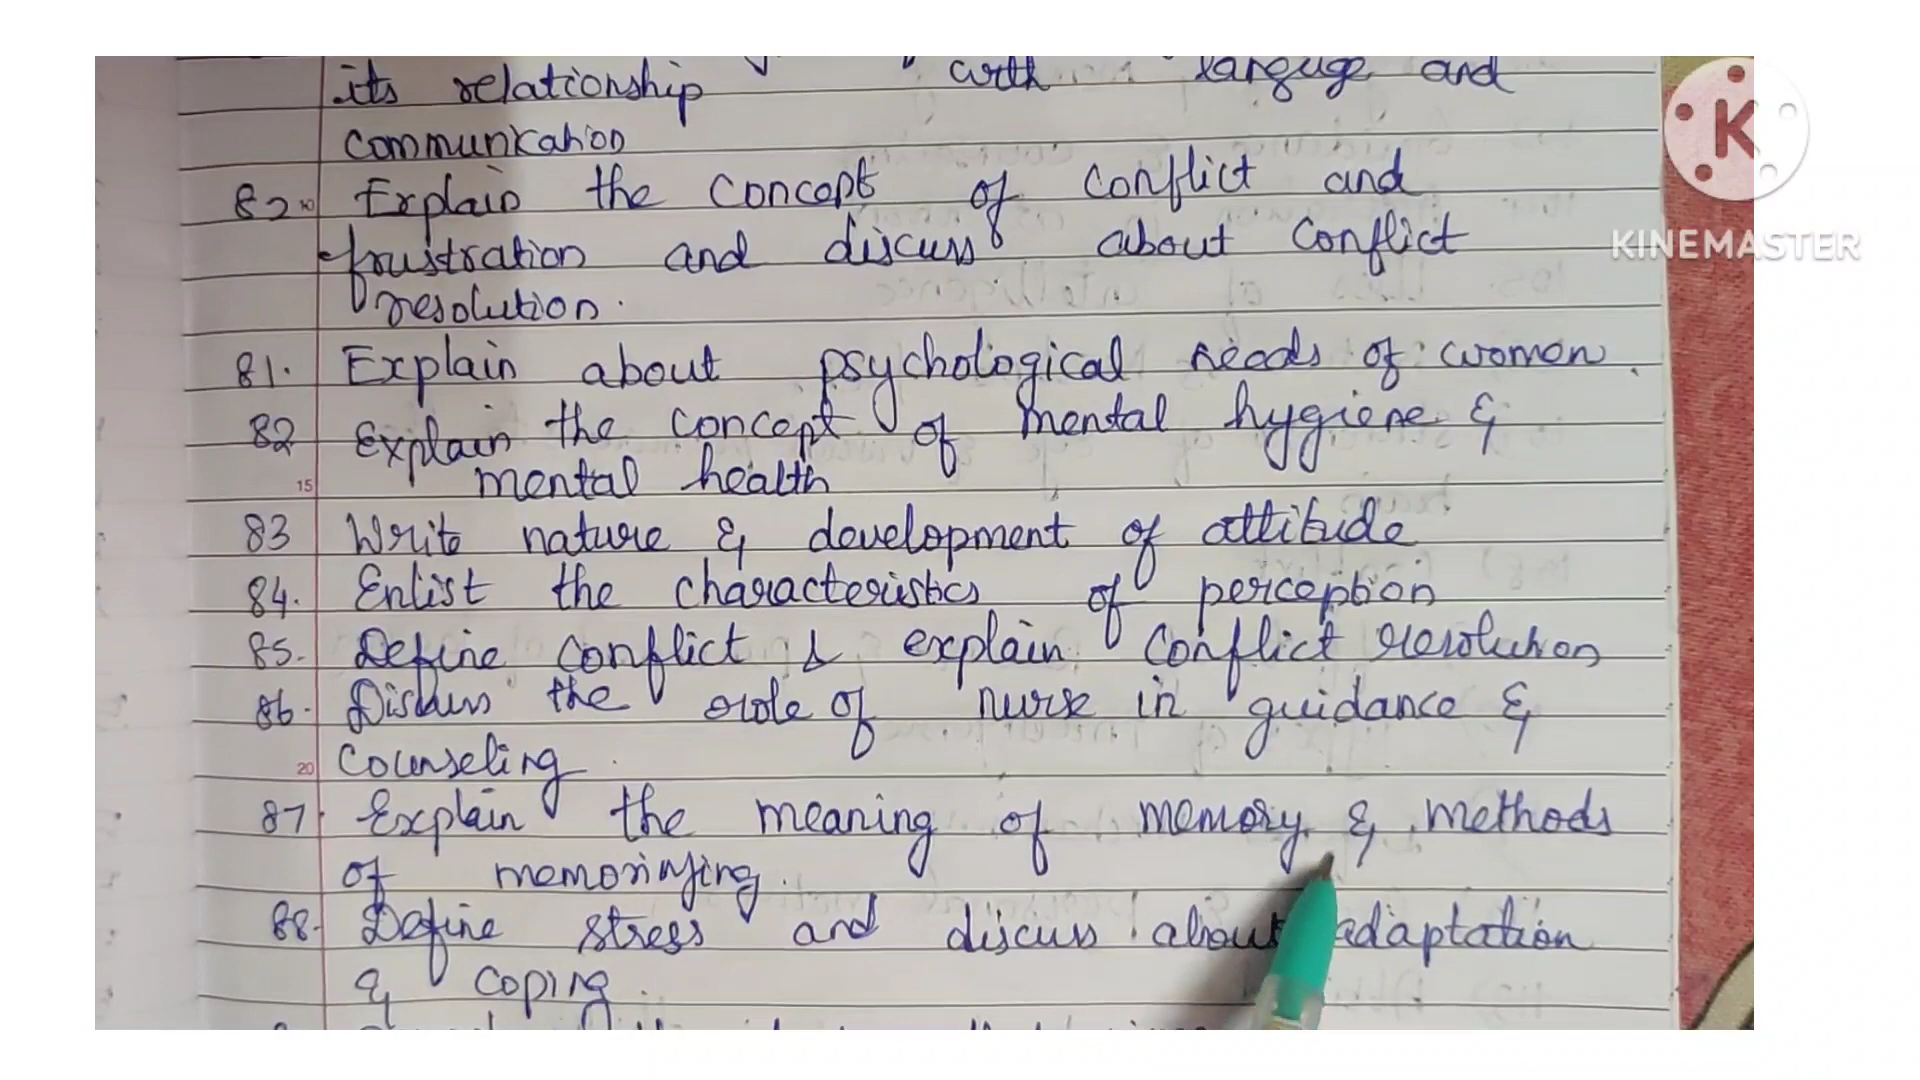 its relationship with languge and
communication
82. Explain the concept of conflict and
frustration and discuss about conflict
resolution.
81. Explain about psychological needs of women.
82 Explain the concept of mental hygiene &
15 mental health
83 Write nature & development of attitude
84. Enlist the characteristics of perception
85. Define conflict & explain conflict resolution
86. Discuss the role of nurse in guidance &
20 counseling.
87. Explain the meaning of memory & methods
of memorizing.
88. Define stress and discuss about adaptation
& coping.
K
KINEMASTER